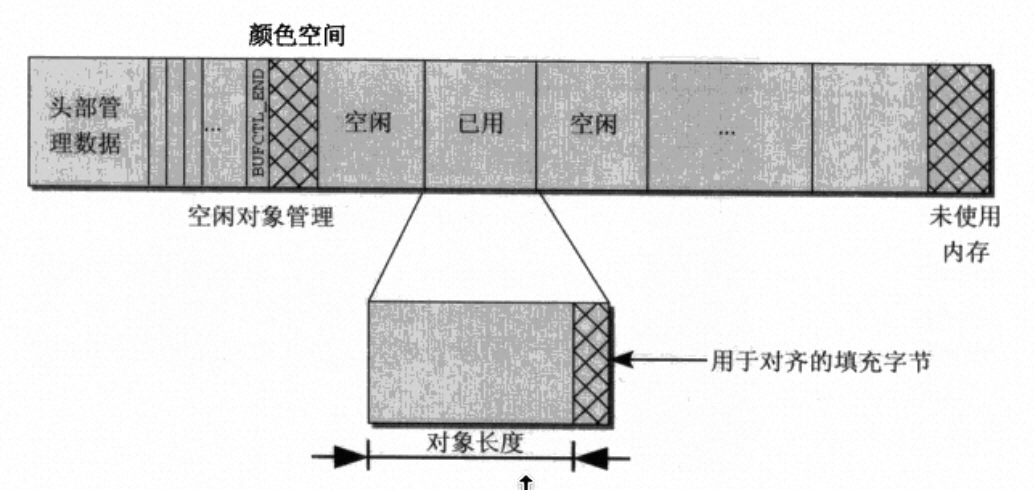 颜色空间
头部管
理数据
...
BUFCTL_END
空闲
已用
空闲
...
空闲对象管理
未使用
内存
用于对齐的填充字节
对象长度